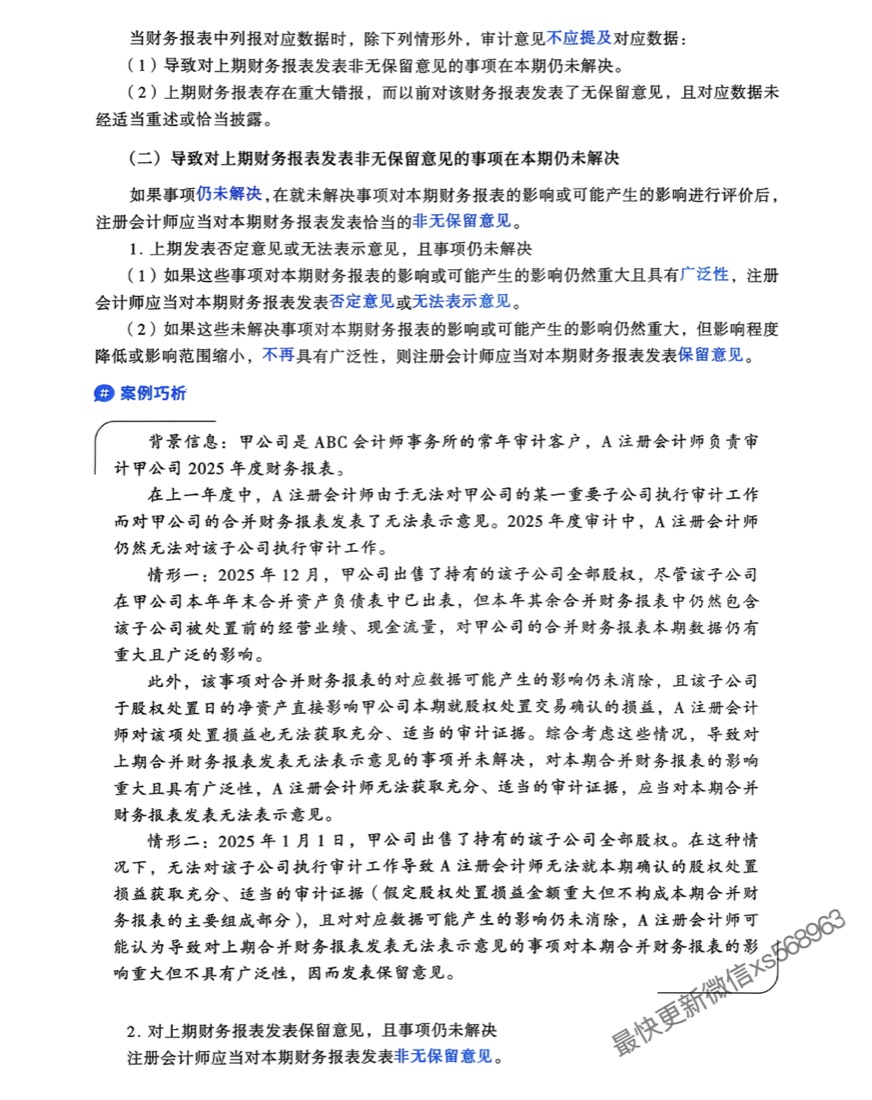 当财务报表中列报对应数据时，除下列情形外，审计意见不应提及对应数据：
（1）导致对上期财务报表发表非无保留意见的事项在本期仍未解决。
（2）上期财务报表存在重大错报，而以前对该财务报表发表了无保留意见，且对应数据未
经适当重述或恰当披露。
（二）导致对上期财务报表发表非无保留意见的事项在本期仍未解决
如果事项仍未解决，在就未解决事项对本期财务报表的影响或可能产生的影响进行评价后，
注册会计师应当对本期财务报表发表恰当的非无保留意见。
1. 上期发表否定意见或无法表示意见，且事项仍未解决
（1）如果这些事项对本期财务报表的影响或可能产生的影响仍然重大且具有广泛性，注册
会计师应当对本期财务报表发表否定意见或无法表示意见。
（2）如果这些未解决事项对本期财务报表的影响或可能产生的影响仍然重大，但影响程度
降低或影响范围缩小，不再具有广泛性，则注册会计师应当对本期财务报表发表保留意见。
# 案例巧析
背景信息：甲公司是 ABC 会计师事务所的常年审计客户，A 注册会计师负责审
计甲公司 2025 年度财务报表。
在上一年度中，A 注册会计师由于无法对甲公司的某一重要子公司执行审计工作
而对甲公司的合并财务报表发表了无法表示意见。2025 年度审计中，A 注册会计师
仍然无法对该子公司执行审计工作。
情形一：2025 年 12 月，甲公司出售了持有的该子公司全部股权，尽管该子公司
在甲公司本年年末合并资产负债表中已出表，但本年其余合并财务报表中仍然包含
该子公司被处置前的经营业绩、现金流量，对甲公司的合并财务报表本期数据仍有
重大且广泛的影响。
此外，该事项对合并财务报表的对应数据可能产生的影响仍未消除，且该子公司
于股权处置日的净资产直接影响甲公司本期就股权处置交易确认的损益，A 注册会计
师对该项处置损益也无法获取充分、适当的审计证据。综合考虑这些情况，导致对
上期合并财务报表发表无法表示意见的事项并未解决，对本期合并财务报表的影响
重大且具有广泛性，A 注册会计师无法获取充分、适当的审计证据，应当对本期合并
财务报表发表无法表示意见。
情形二：2025 年 1 月 1 日，甲公司出售了持有的该子公司全部股权。在这种情
况下，无法对该子公司执行审计工作导致 A 注册会计师无法就本期确认的股权处置
损益获取充分、适当的审计证据（假定股权处置损益金额重大但不构成本期合并财
务报表的主要组成部分），且对对应数据可能产生的影响仍未消除，A 注册会计师可
能认为导致对上期合并财务报表发表无法表示意见的事项对本期合并财务报表的影
响重大但不具有广泛性，因而发表保留意见。
最快更新微信xs568963
2. 对上期财务报表发表保留意见，且事项仍未解决
注册会计师应当对本期财务报表发表非无保留意见。